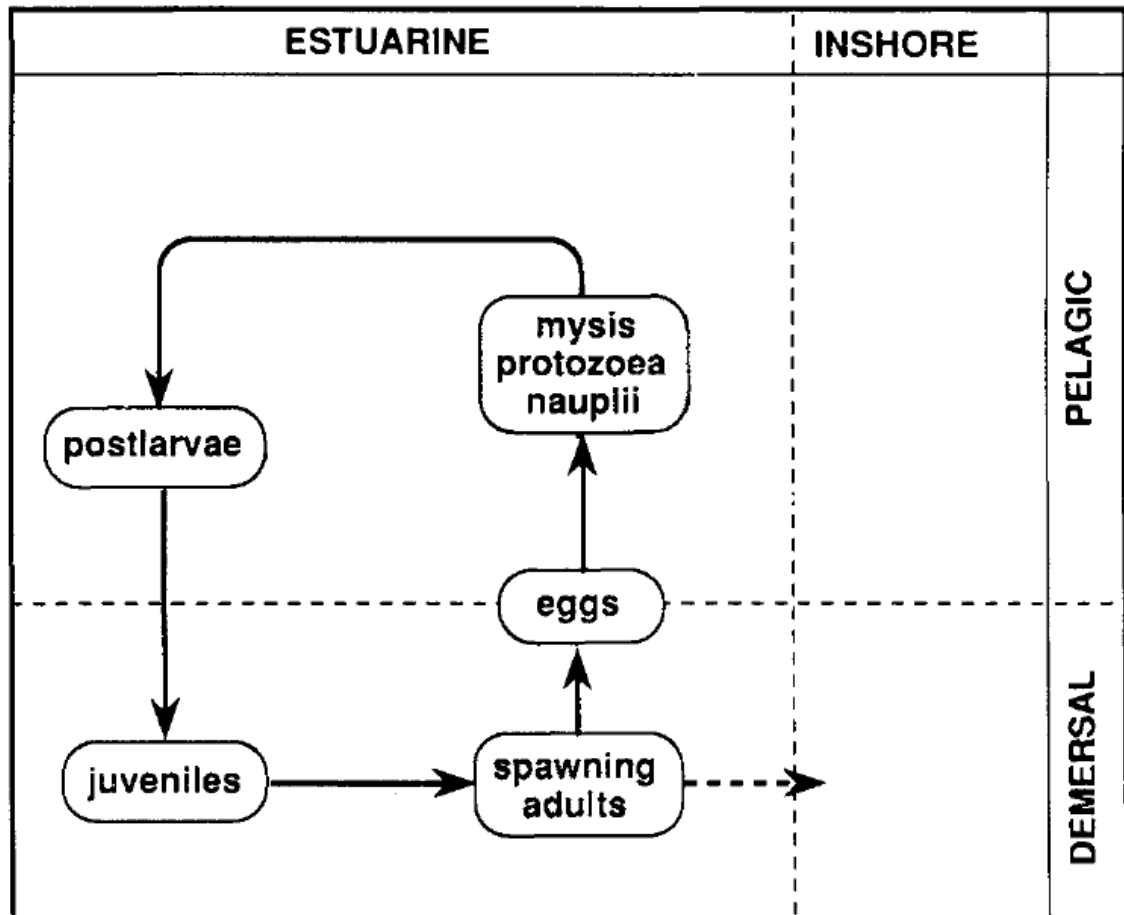 ESTUARINE
INSHORE
mysis
protozoea
nauplii
postlarvae
eggs
juveniles
spawning
adults
PELAGIC
DEMERSAL